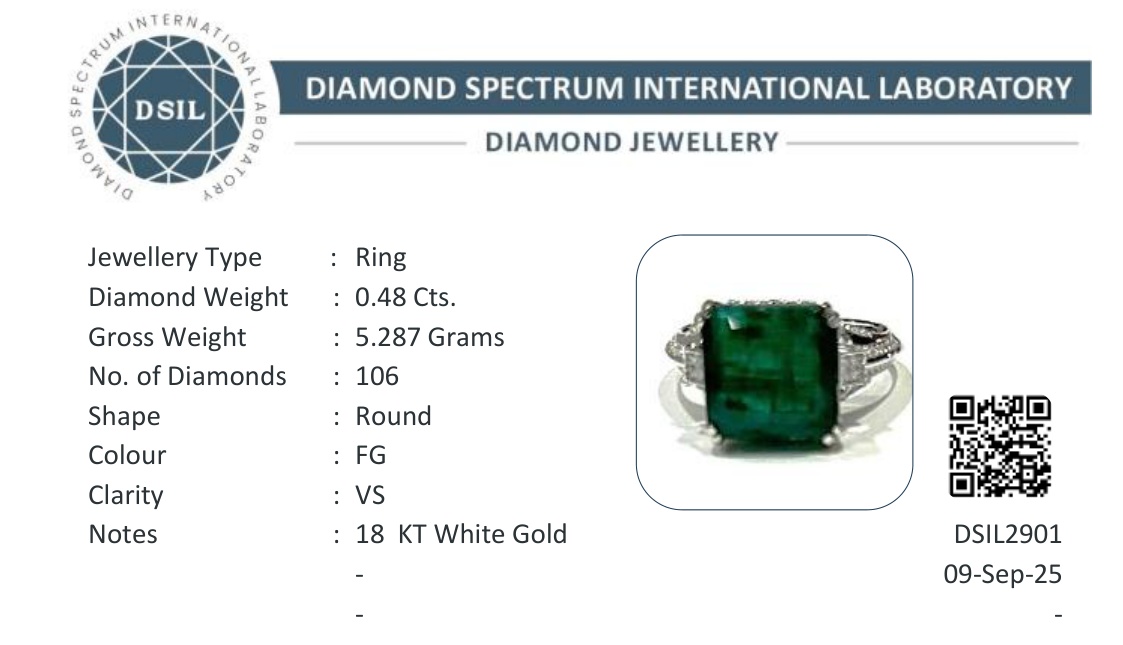 DIAMOND SPECTRUM INTERNATIONAL LABORATORY
DSIL
DIAMOND SPECTRUM INTERNATIONAL LABORATORY
DIAMOND JEWELLERY
Jewellery Type : Ring
Diamond Weight : 0.48 Cts.
Gross Weight : 5.287 Grams
No. of Diamonds : 106
Shape : Round
Colour : FG
Clarity : VS
Notes : 18 KT White Gold DSIL2901
- 09-Sep-25
- -